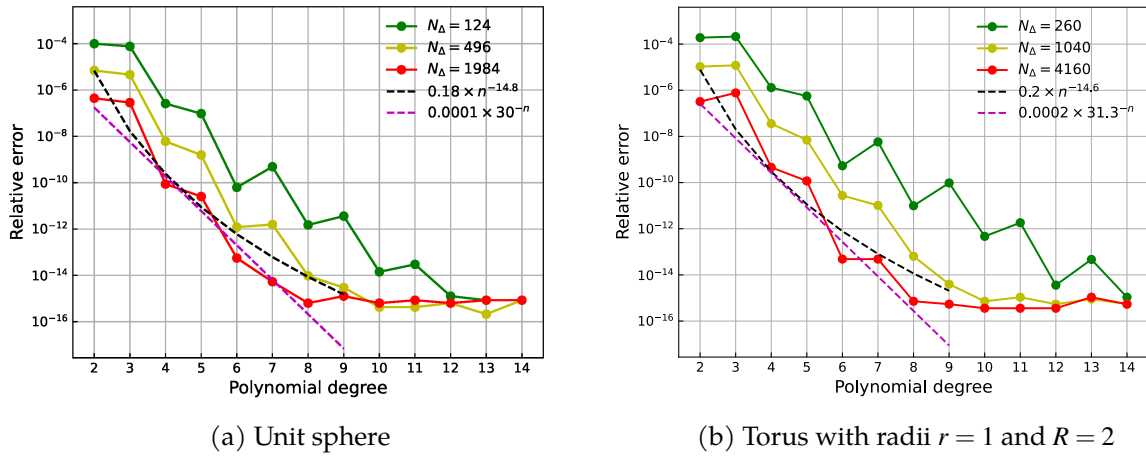 N_Δ = 124
N_Δ = 496
N_Δ = 1984
0.18 × n^{-14.8}
0.0001 × 30^{-n}
10^{-4}
10^{-6}
10^{-8}
10^{-10}
10^{-12}
10^{-14}
10^{-16}
Relative error
2 3 4 5 6 7 8 9 10 11 12 13 14
Polynomial degree
(a) Unit sphere
N_Δ = 260
N_Δ = 1040
N_Δ = 4160
0.2 × n^{-14.6}
0.0002 × 31.3^{-n}
10^{-4}
10^{-6}
10^{-8}
10^{-10}
10^{-12}
10^{-14}
10^{-16}
Relative error
2 3 4 5 6 7 8 9 10 11 12 13 14
Polynomial degree
(b) Torus with radii r = 1 and R = 2